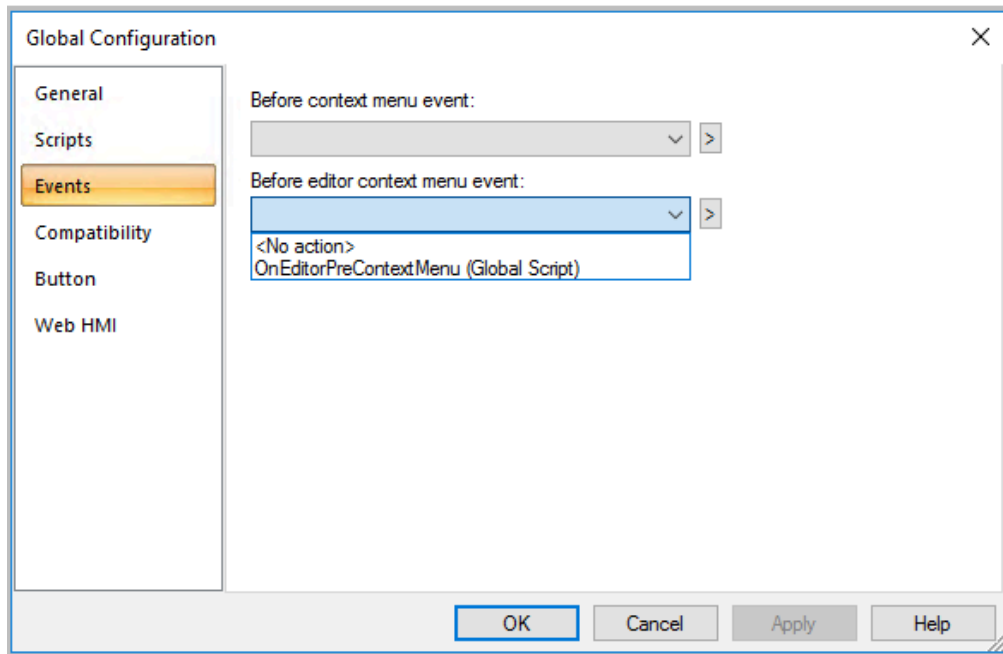 Global Configuration
General
Scripts
Events
Compatibility
Button
Web HMI
Before context menu event:
>
Before editor context menu event:
>
<No action>
OnEditorPreContextMenu (Global Script)
OK
Cancel
Apply
Help